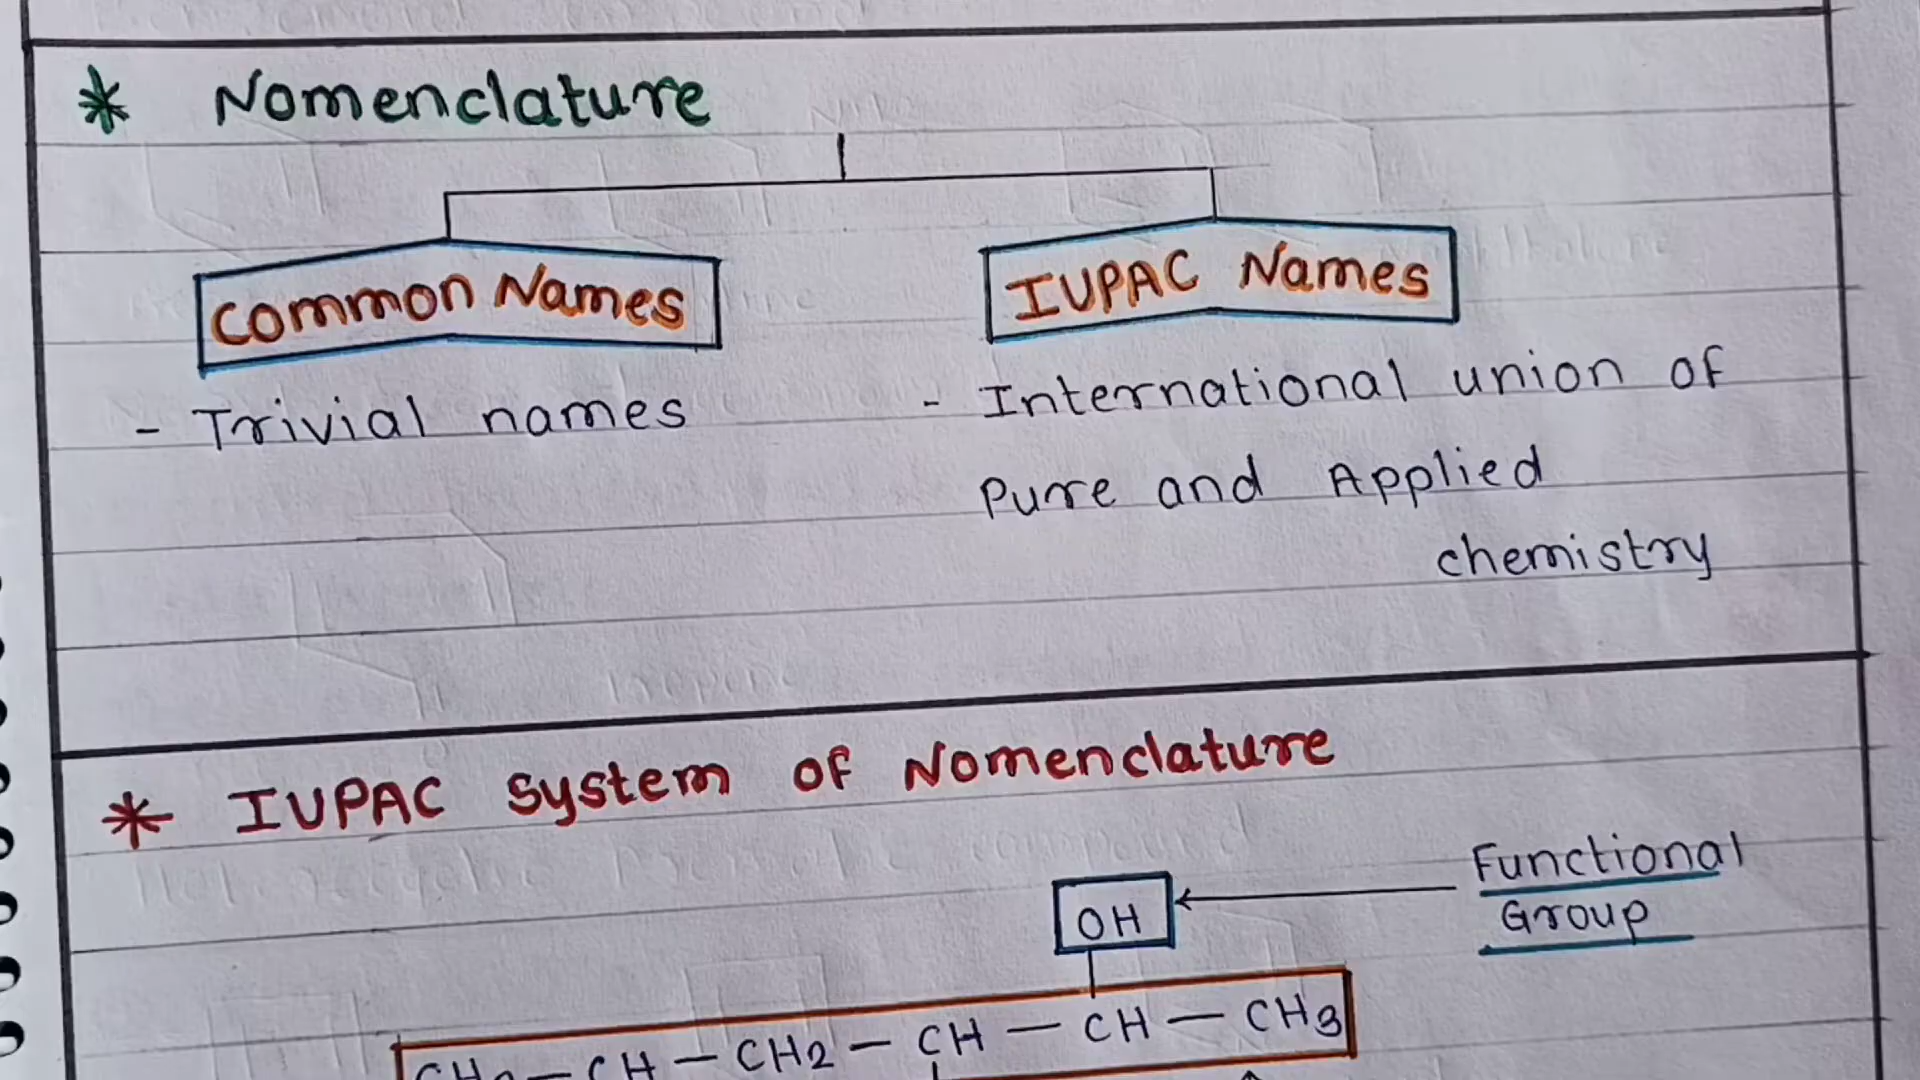 * Nomenclature
Common Names
IUPAC Names
- Trivial names
- International union of
Pure and Applied
chemistry
* IUPAC system of Nomenclature
Functional
Group
OH
CH — CH2 — CH — CH — CH3